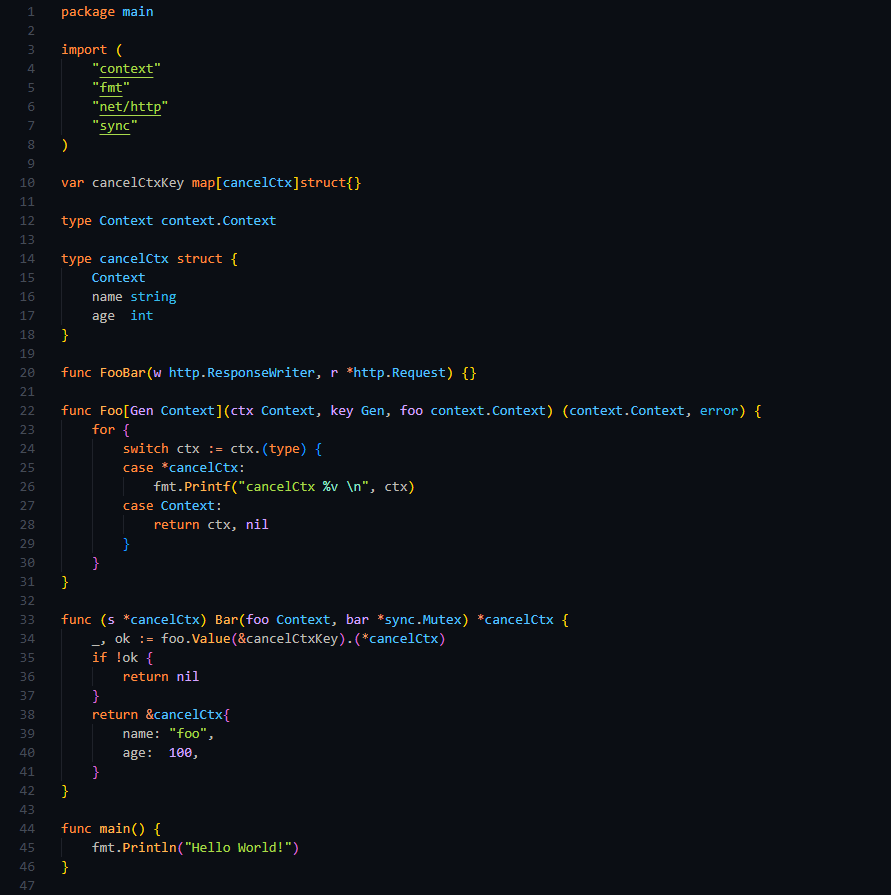 1 package main
2
3 import (
4     "context"
5     "fmt"
6     "net/http"
7     "sync"
8 )
9
10 var cancelCtxKey map[cancelCtx]struct{}
11
12 type Context context.Context
13
14 type cancelCtx struct {
15     Context
16     name string
17     age  int
18 }
19
20 func FooBar(w http.ResponseWriter, r *http.Request) {}
21
22 func Foo[Gen Context](ctx Context, key Gen, foo context.Context) (context.Context, error) {
23     for {
24         switch ctx := ctx.(type) {
25         case *cancelCtx:
26             fmt.Printf("cancelCtx %v \n", ctx)
27         case Context:
28             return ctx, nil
29         }
30     }
31 }
32
33 func (s *cancelCtx) Bar(foo Context, bar *sync.Mutex) *cancelCtx {
34     _, ok := foo.Value(&cancelCtxKey).(*cancelCtx)
35     if !ok {
36         return nil
37     }
38     return &cancelCtx{
39         name: "foo",
40         age:  100,
41     }
42 }
43
44 func main() {
45     fmt.Println("Hello World!")
46 }
47